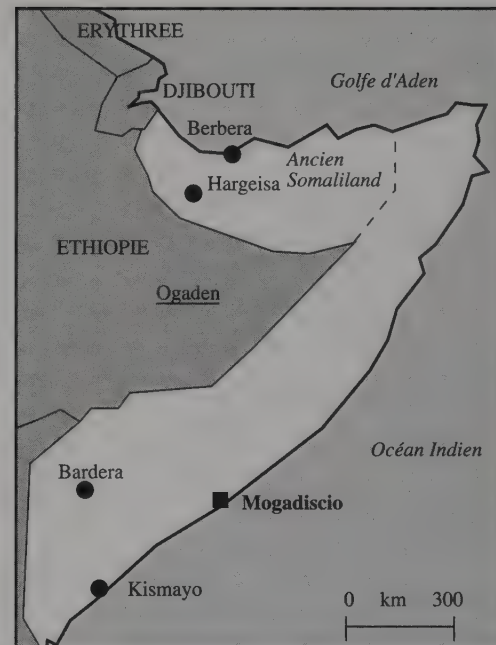 ERYTHREE
DJIBOUTI
Golfe d'Aden
Berbera
Ancien
Somaliland
Hargeisa
ETHIOPIE
Ogaden
Océan Indien
Bardera
Mogadiscio
Kismayo
0 km 300